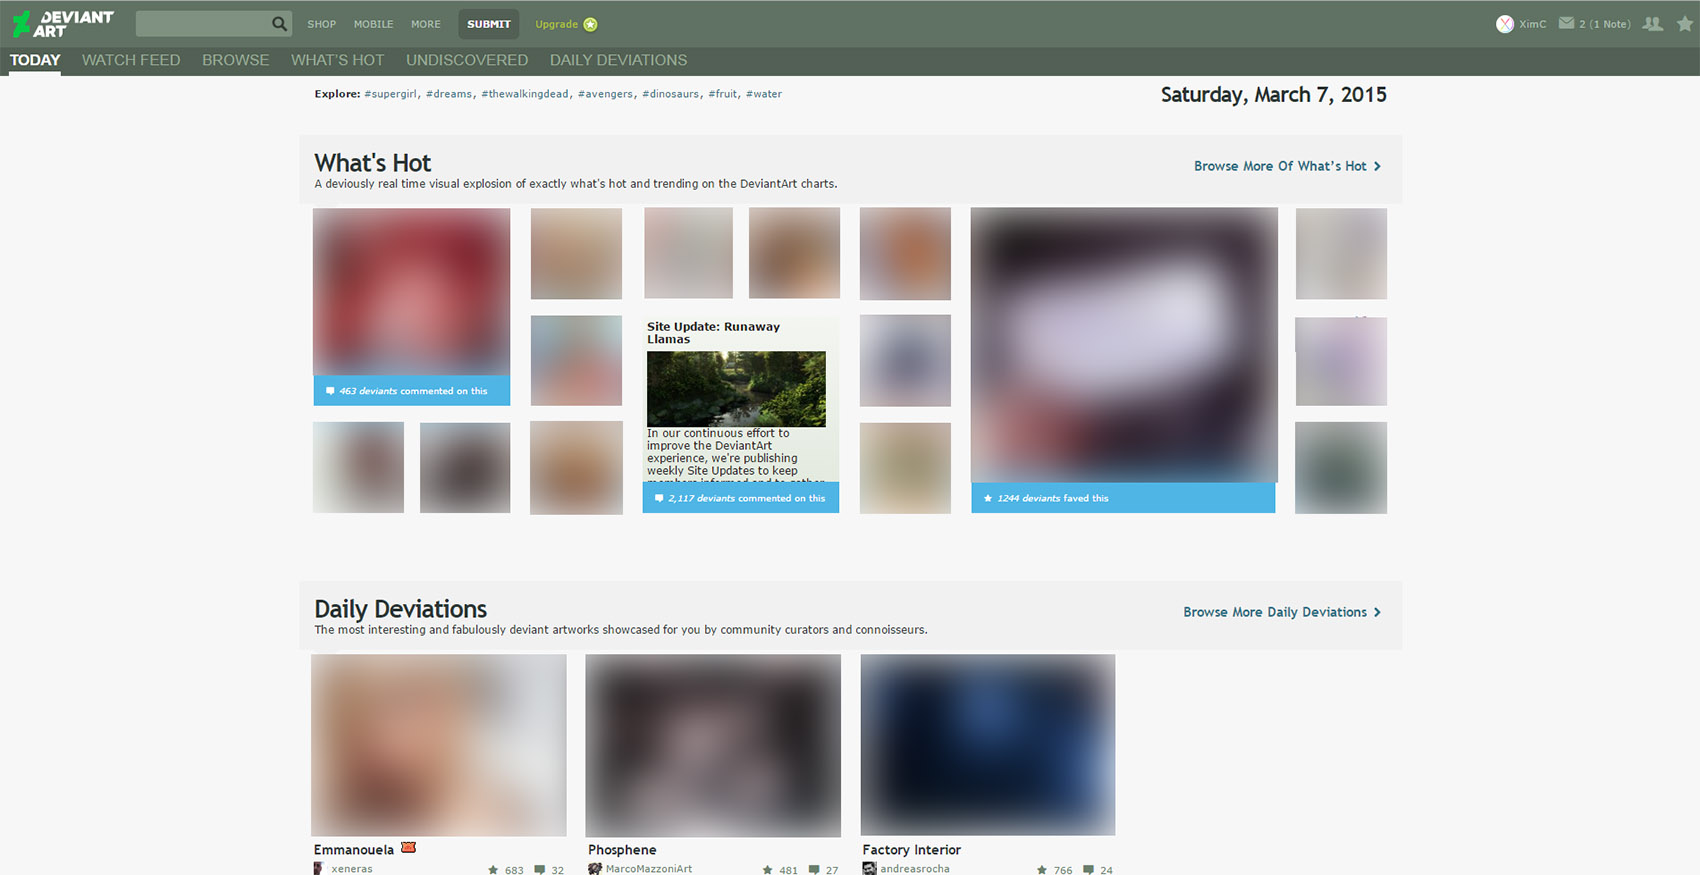 DEVIANT ART
SHOP MOBILE MORE SUBMIT Upgrade
XimC 2 (1 Note)
TODAY WATCH FEED BROWSE WHAT'S HOT UNDISCOVERED DAILY DEVIATIONS
Explore: #supergirl, #dreams, #thewalkingdead, #avengers, #dinosaurs, #fruit, #water
Saturday, March 7, 2015
What's Hot
A deviously real time visual explosion of exactly what's hot and trending on the DeviantArt charts.
Browse More Of What's Hot
463 deviants commented on this
Site Update: Runaway
Llamas
In our continuous effort to
improve the DeviantArt
experience, we're publishing
weekly Site Updates to keep
members informed and to gather
2,117 deviants commented on this
1244 deviants faved this
Daily Deviations
The most interesting and fabulously deviant artworks showcased for you by community curators and connoisseurs.
Browse More Daily Deviations
Emmanouela
xeneras 683 32
Phosphene
MarcoMazzoniArt 481 27
Factory Interior
andreasrocha 766 24